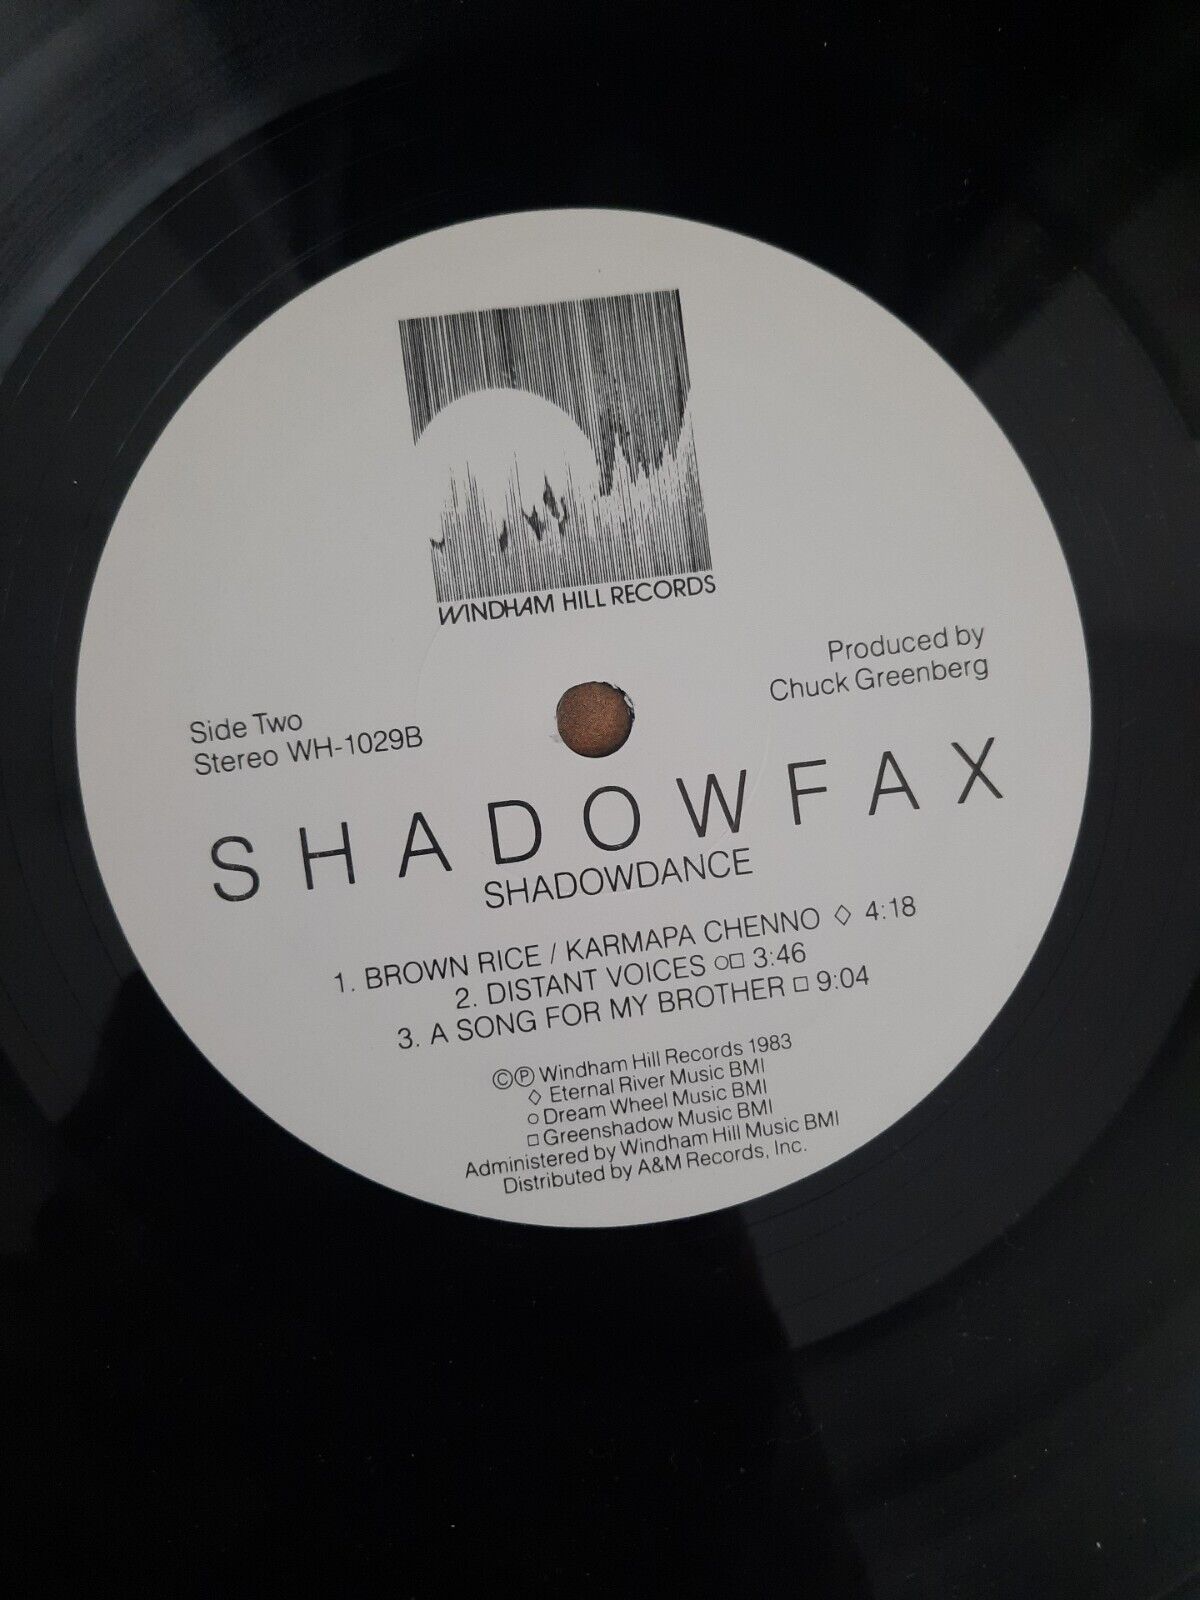 WINDHAM HILL RECORDS
Produced by
Chuck Greenberg
Side Two
Stereo WH-1029B
SHADOWFAX
SHADOWDANCE
1. BROWN RICE / KARMAPA CHENNO ◇ 4:18
2. DISTANT VOICES ○□ 3:46
3. A SONG FOR MY BROTHER □ 9:04
©℗ Windham Hill Records 1983
◇ Eternal River Music BMI
○ Dream Wheel Music BMI
□ Greenshadow Music BMI
Administered by Windham Hill Music BMI
Distributed by A&M Records, Inc.